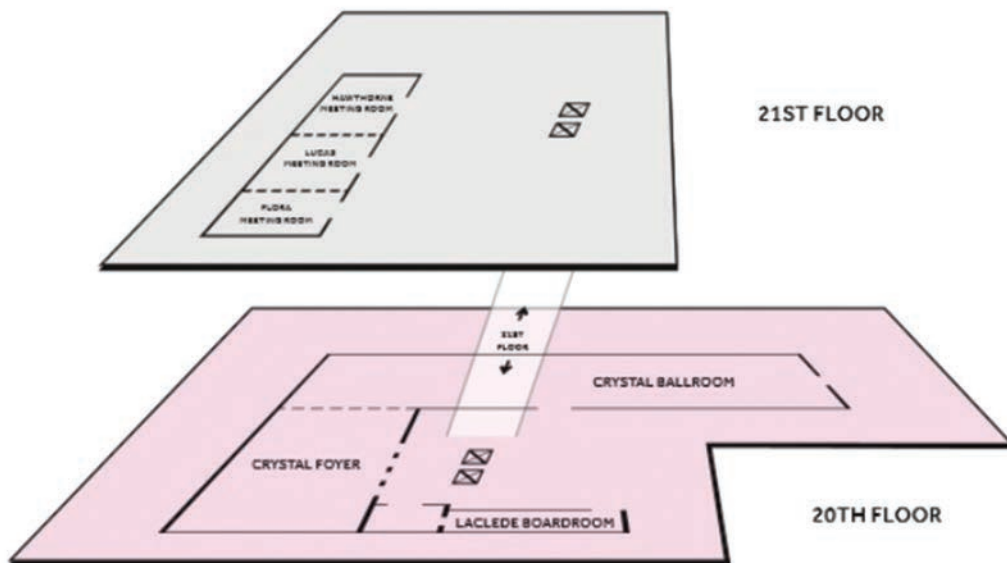 21ST FLOOR
HAWTHORNE
MEETING ROOM
LUCAS
MEETING ROOM
FLORA
MEETING ROOM
21ST
FLOOR
CRYSTAL BALLROOM
CRYSTAL FOYER
LACLEDE BOARDROOM
20TH FLOOR